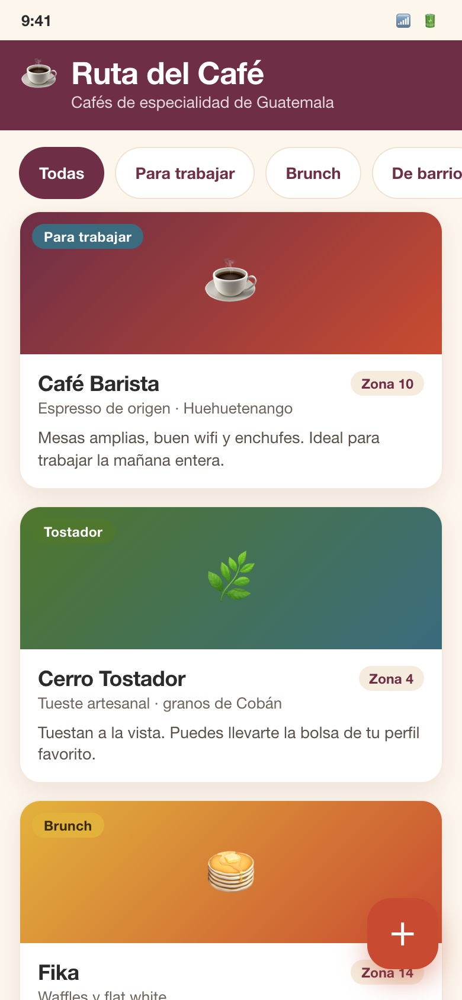 9:41
Ruta del Café
Cafés de especialidad de Guatemala
Todas
Para trabajar
Brunch
De barrio
Para trabajar
Café Barista
Zona 10
Espresso de origen · Huehuetenango
Mesas amplias, buen wifi y enchufes. Ideal para
trabajar la mañana entera.
Tostador
Cerro Tostador
Zona 4
Tueste artesanal · granos de Cobán
Tuestan a la vista. Puedes llevarte la bolsa de tu perfil
favorito.
Brunch
+
Fika
Zona 14
Waffles y flat white